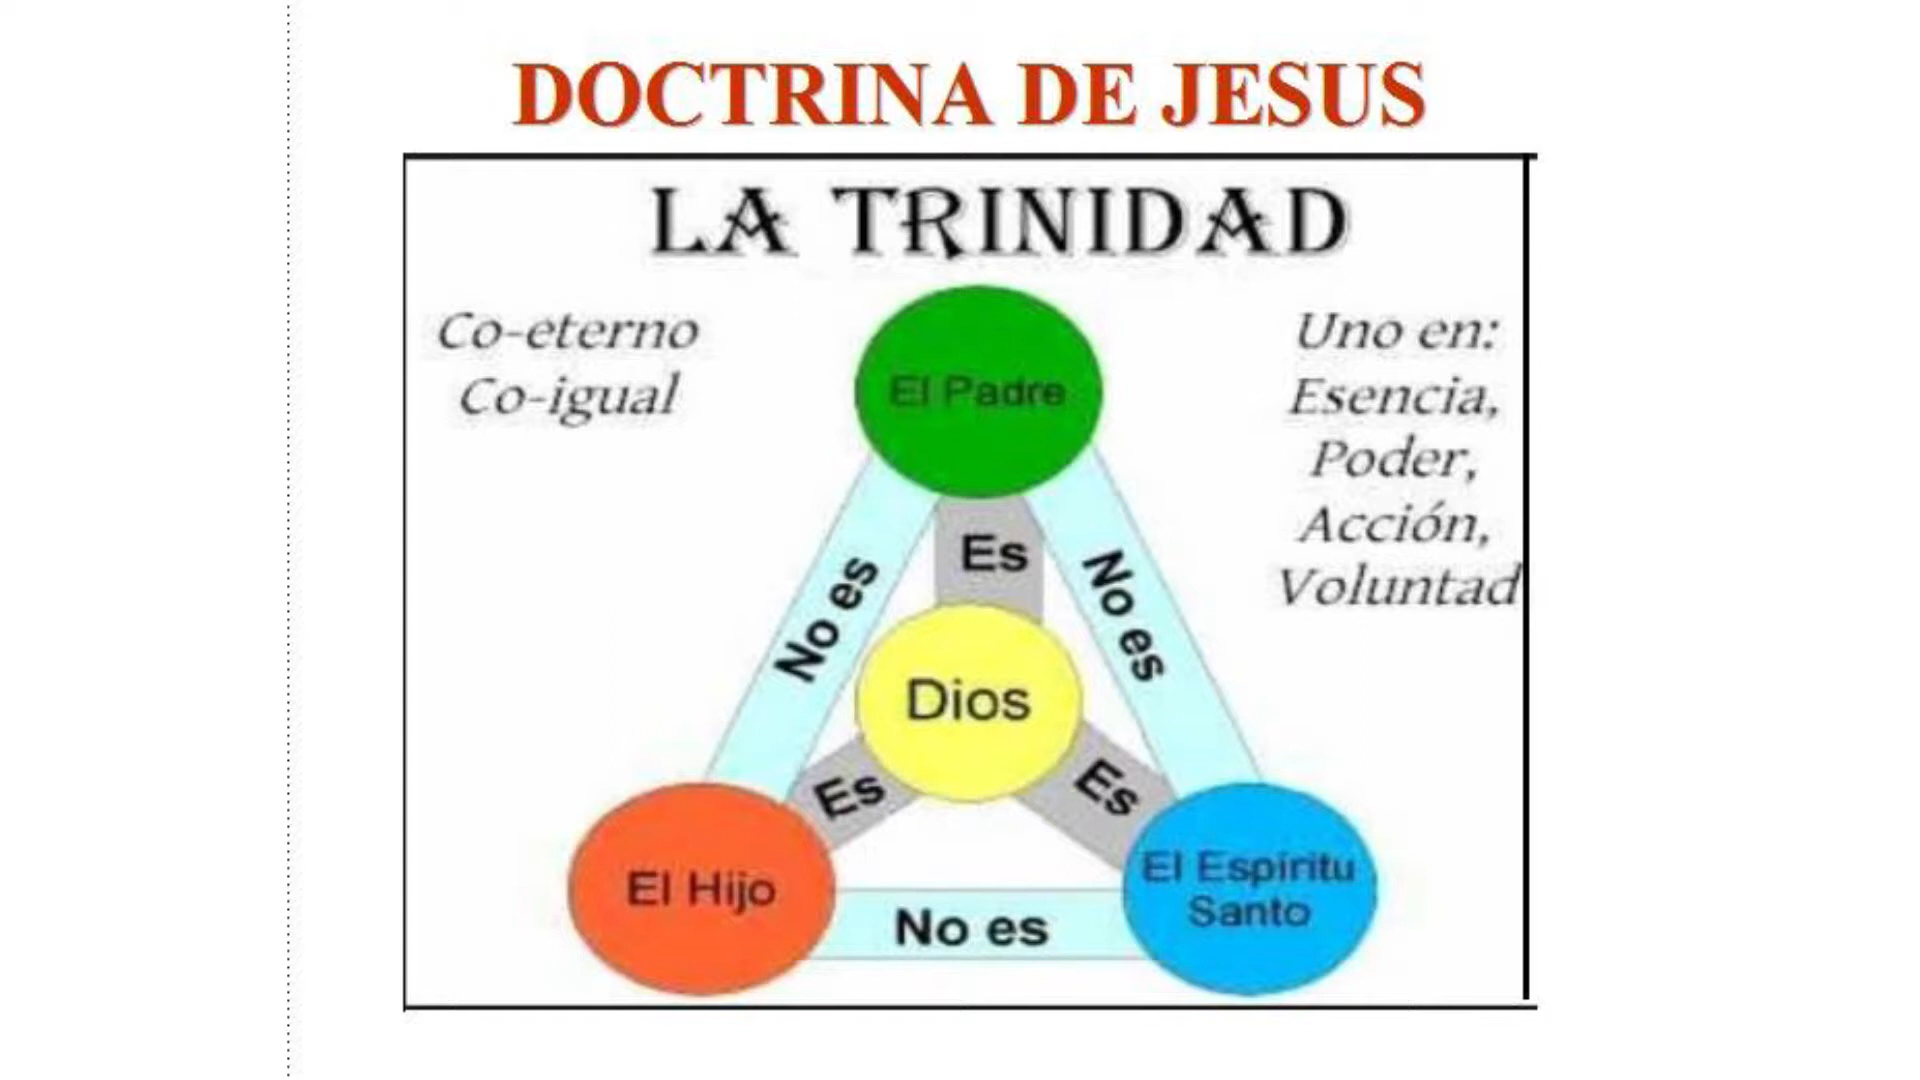 DOCTRINA DE JESUS
LA TRINIDAD
Co-eterno
Co-igual
Uno en:
Esencia,
Poder,
Acción,
Voluntad
El Padre
Es
No es
No es
Dios
Es
Es
El Hijo
El Espíritu
Santo
No es